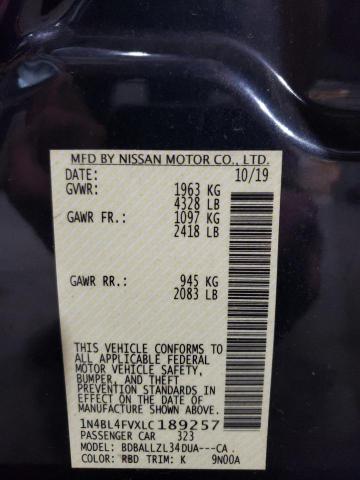 MFD BY NISSAN MOTOR CO., LTD.
DATE: 10/19
GVWR: 1963 KG
4328 LB
GAWR FR.: 1097 KG
2418 LB
GAWR RR.: 945 KG
2083 LB
THIS VEHICLE CONFORMS TO
ALL APPLICABLE FEDERAL
MOTOR VEHICLE SAFETY,
BUMPER, AND THEFT
PREVENTION STANDARDS IN
EFFECT ON THE DATE OF
MANUFACTURE SHOWN ABOVE.
1N4BL4FVXLC189257
PASSENGER CAR 323
MODEL: BDBALLZL34DUA---CA
COLOR: RBD TRIM: K 9N00A